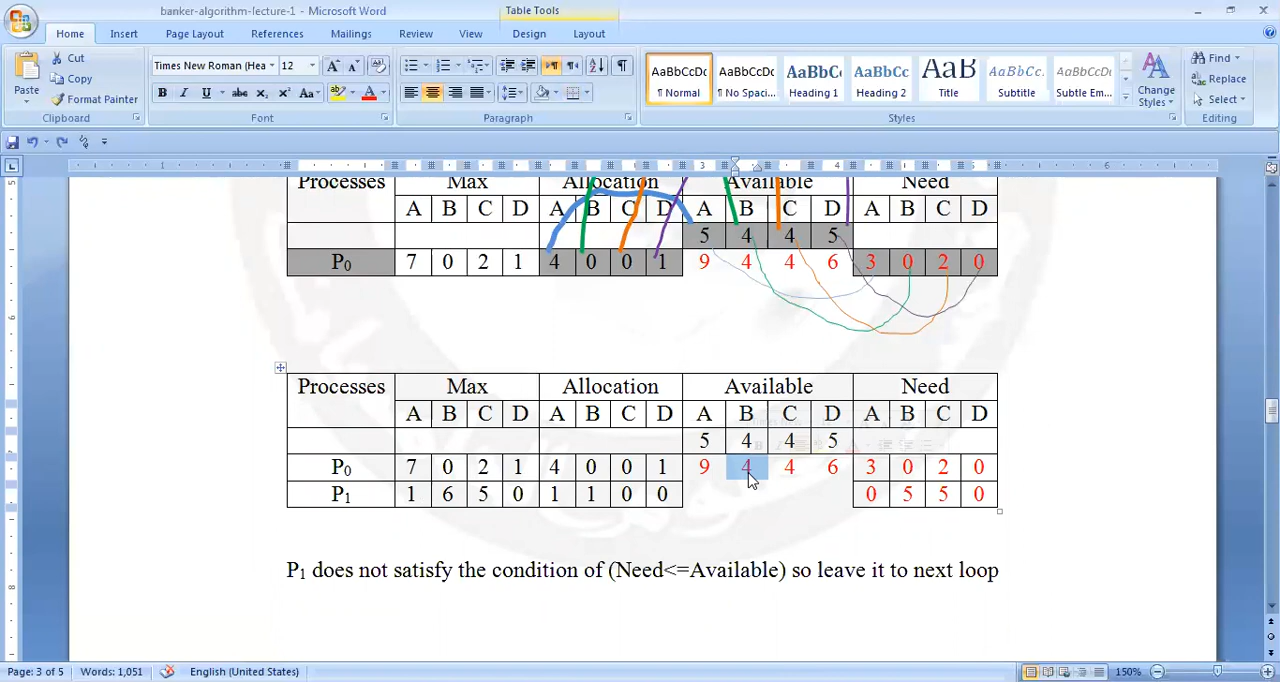 banker-algorithm-lecture-1 - Microsoft Word
Table Tools
Home Insert Page Layout References Mailings Review View Design Layout
Paste
Cut
Copy
Format Painter
Clipboard
Times New Roman (Hea 12
Font
Paragraph
AaBbCcDc AaBbCcDc AaBbC AaBbCc AaB AaBbCc. AaBbCcDc
¶ Normal ¶ No Spaci... Heading 1 Heading 2 Title Subtitle Subtle Em...
Styles
Change Styles
Find
Replace
Select
Editing
Processes Max Allocation Available Need
A B C D A B C D A B C D A B C D
5 4 4 5
P0 7 0 2 1 4 0 0 1 9 4 4 6 3 0 2 0
Processes Max Allocation Available Need
A B C D A B C D A B C D A B C D
5 4 4 5
P0 7 0 2 1 4 0 0 1 9 4 4 6 3 0 2 0
P1 1 6 5 0 1 1 0 0 0 5 5 0
P1 does not satisfy the condition of (Need<=Available) so leave it to next loop
Page: 3 of 5 Words: 1,051 English (United States) 150%